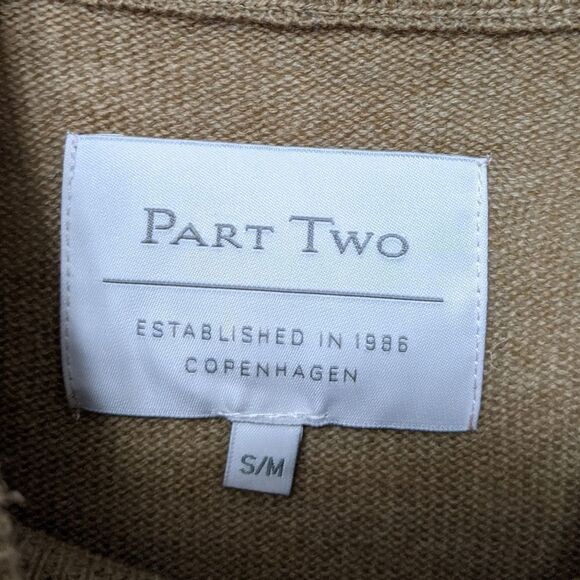 PART TWO
ESTABLISHED IN 1986
COPENHAGEN
S/M